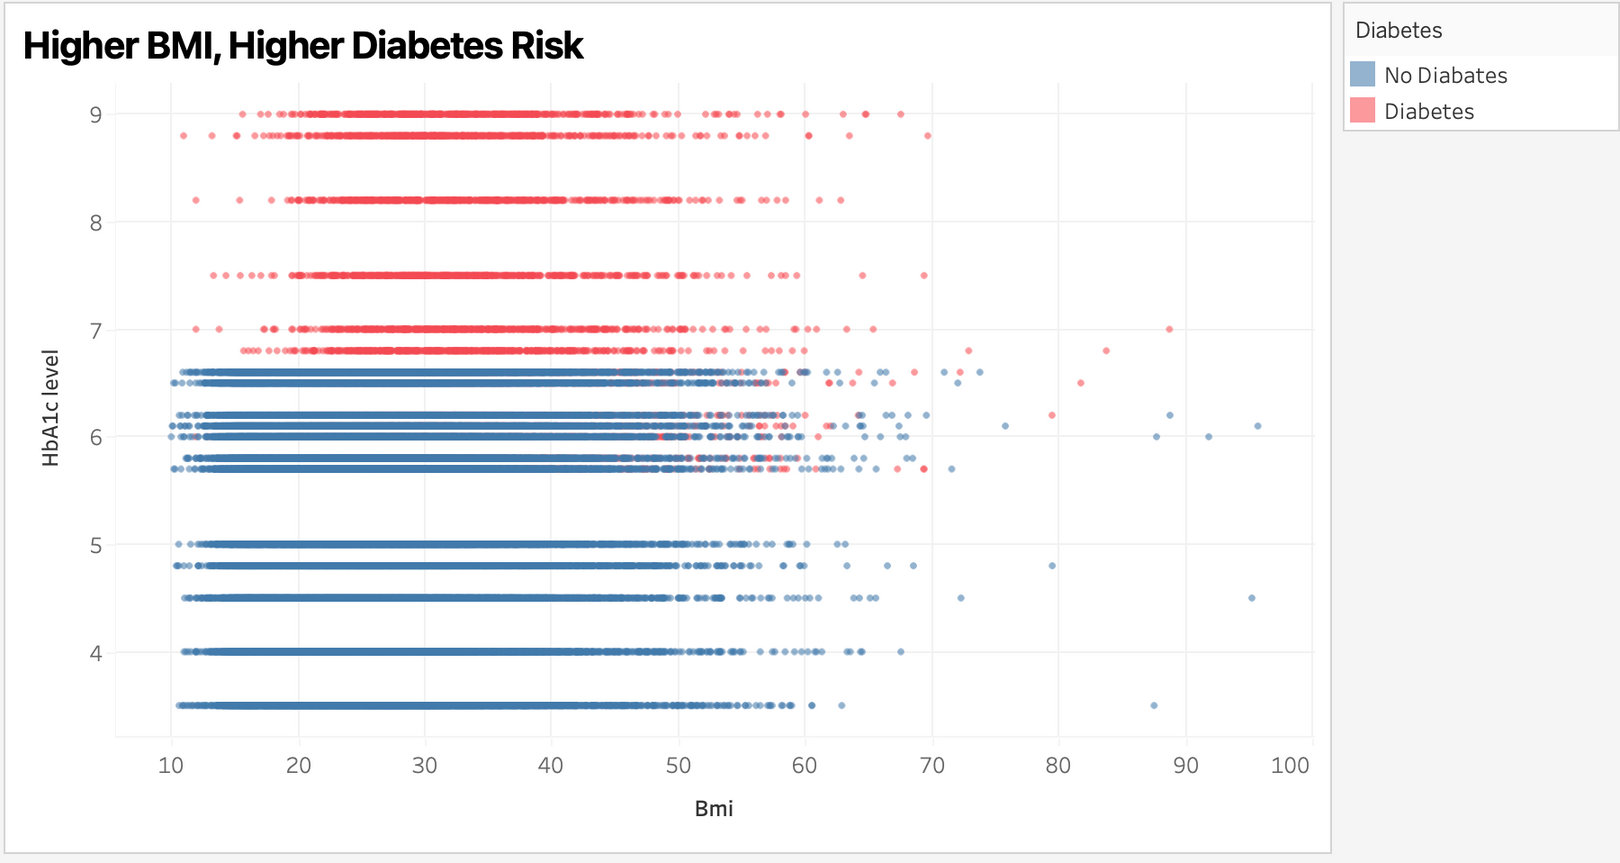 Higher BMI, Higher Diabetes Risk
Diabetes
No Diabates
Diabetes
9
8
7
6
5
4
HbA1c level
10 20 30 40 50 60 70 80 90 100
Bmi